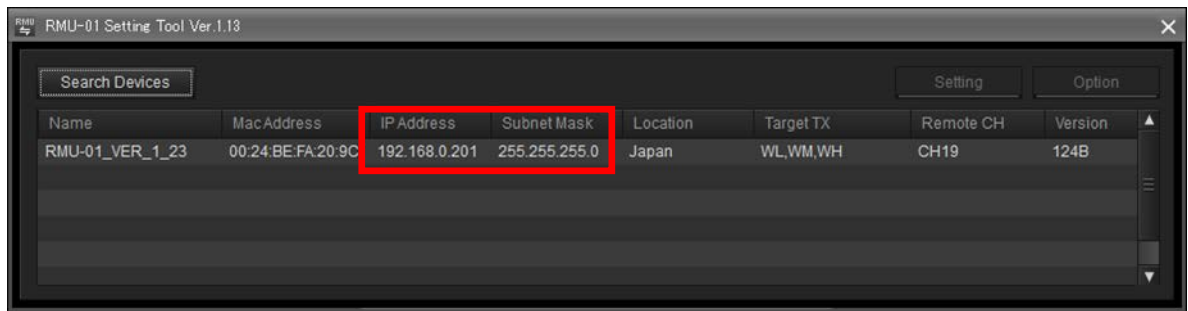 RMU RMU-01 Setting Tool Ver.1.13
Search Devices Setting Option
Name MacAddress IP Address Subnet Mask Location Target TX Remote CH Version
RMU-01_VER_1_23 00:24:BE:FA:20:9C 192.168.0.201 255.255.255.0 Japan WL,WM,WH CH19 124B